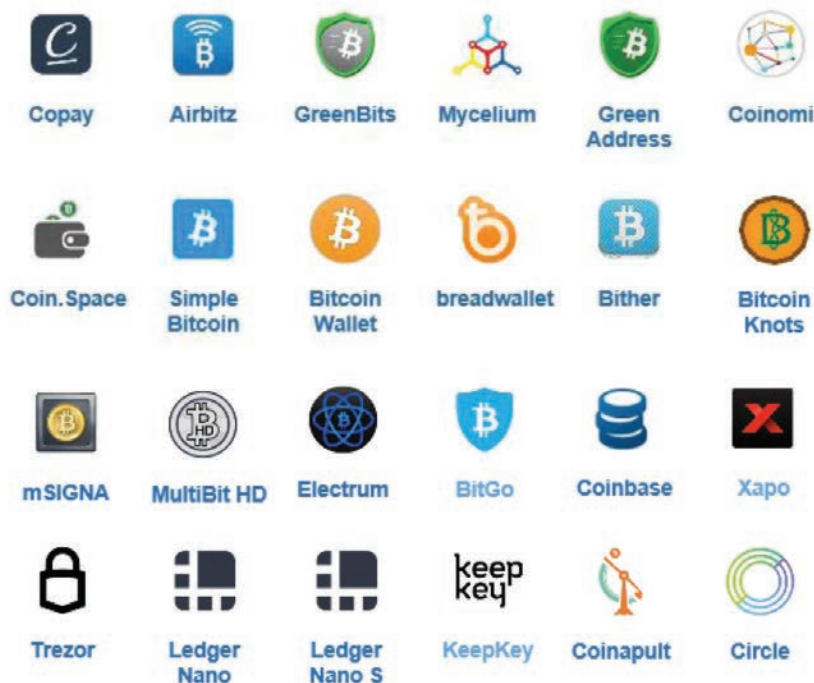 Copay Airbitz GreenBits Mycelium Green Address Coinomi
Coin.Space Simple Bitcoin Bitcoin Wallet breadwallet Bither Bitcoin Knots
HD
mSIGNA MultiBit HD Electrum BitGo Coinbase Xapo
keep
key
Trezor Ledger Nano Ledger Nano S KeepKey Coinapult Circle